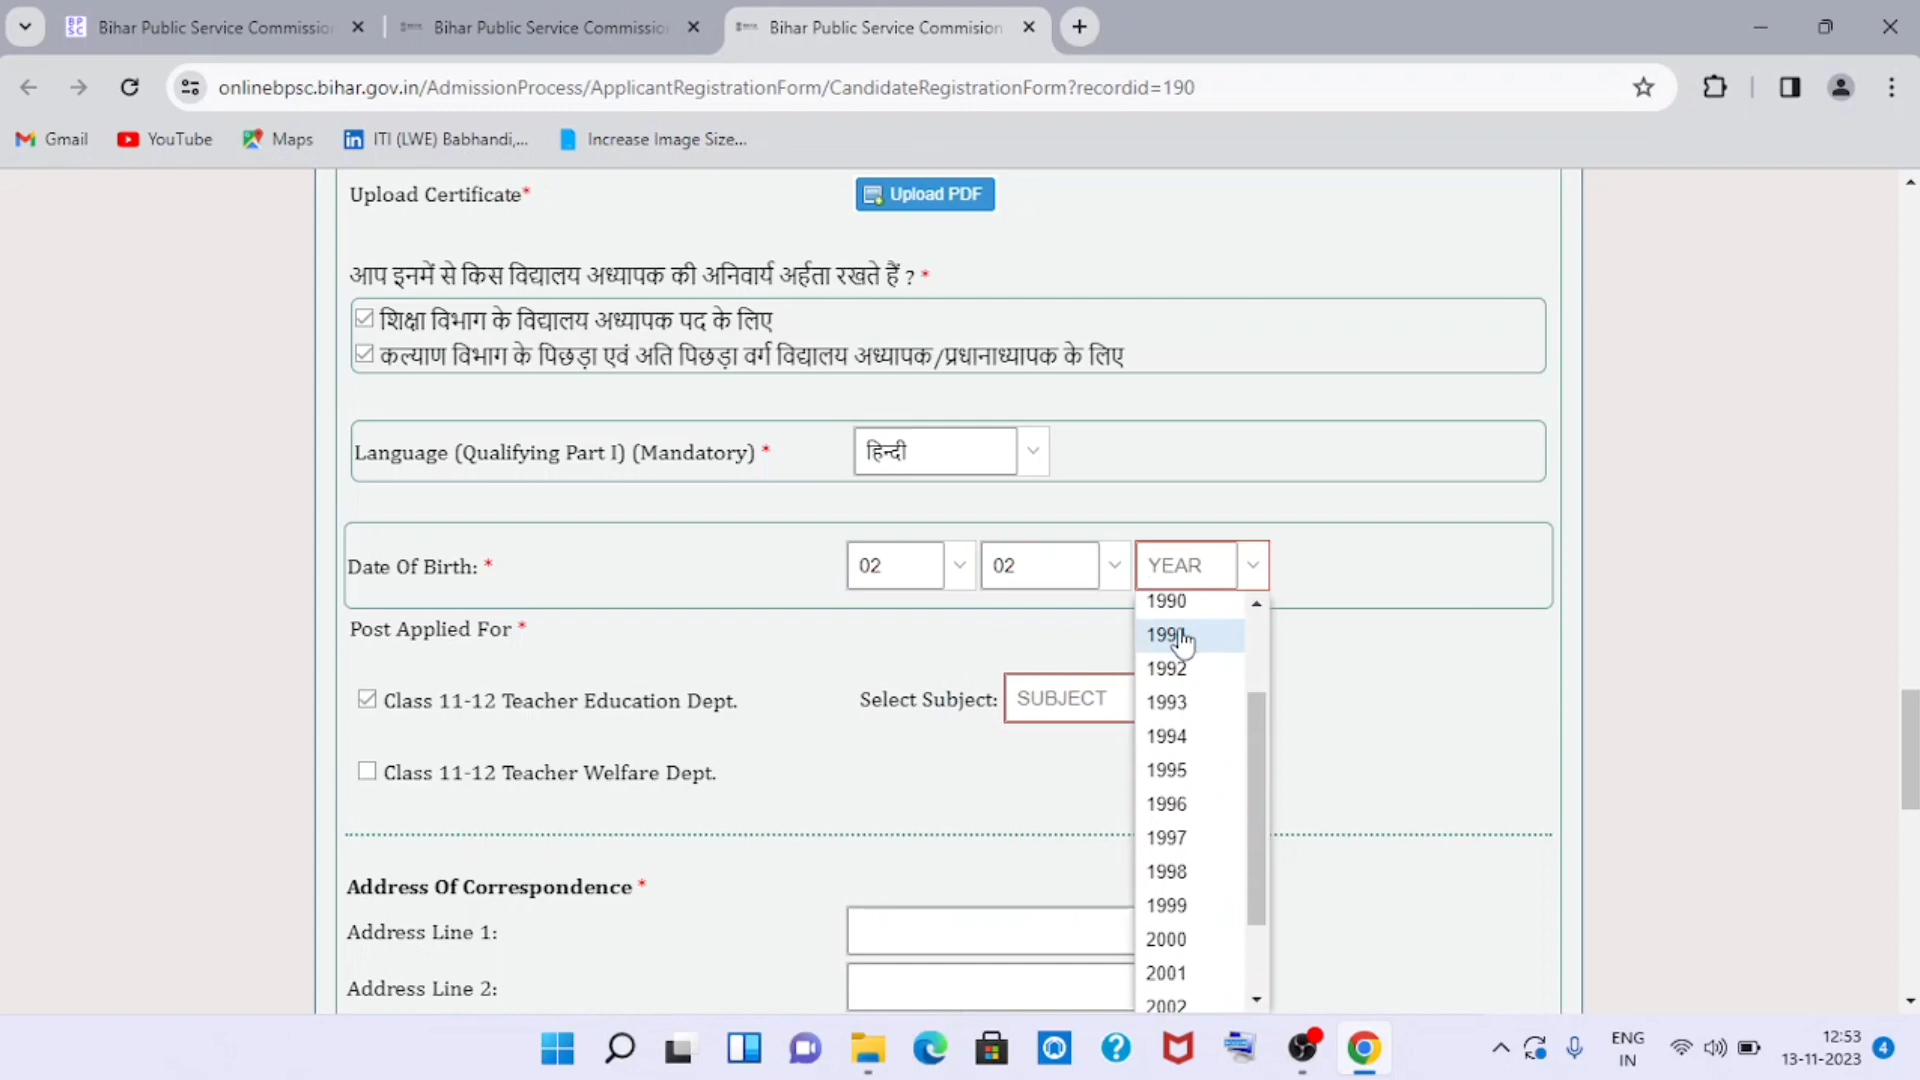 Bihar Public Service Commission
Bihar Public Service Commission
Bihar Public Service Commision
onlinebpsc.bihar.gov.in/AdmissionProcess/ApplicantRegistrationForm/CandidateRegistrationForm?recordid=190
Gmail YouTube Maps ITI (LWE) Babhandi,... Increase Image Size...
Upload Certificate* Upload PDF
आप इनमें से किस विद्यालय अध्यापक की अनिवार्य अर्हता रखते हैं ? *
शिक्षा विभाग के विद्यालय अध्यापक पद के लिए
कल्याण विभाग के पिछड़ा एवं अति पिछड़ा वर्ग विद्यालय अध्यापक/प्रधानाध्यापक के लिए
Language (Qualifying Part I) (Mandatory) * हिन्दी
Date Of Birth: * 02 02 YEAR
1990
Post Applied For *
1991
1992
Class 11-12 Teacher Education Dept. Select Subject: SUBJECT
1993
1994
Class 11-12 Teacher Welfare Dept.
1995
1996
1997
1998
Address Of Correspondence *
1999
Address Line 1:
2000
2001
Address Line 2:
2002
ENG
IN
12:53
13-11-2023
4